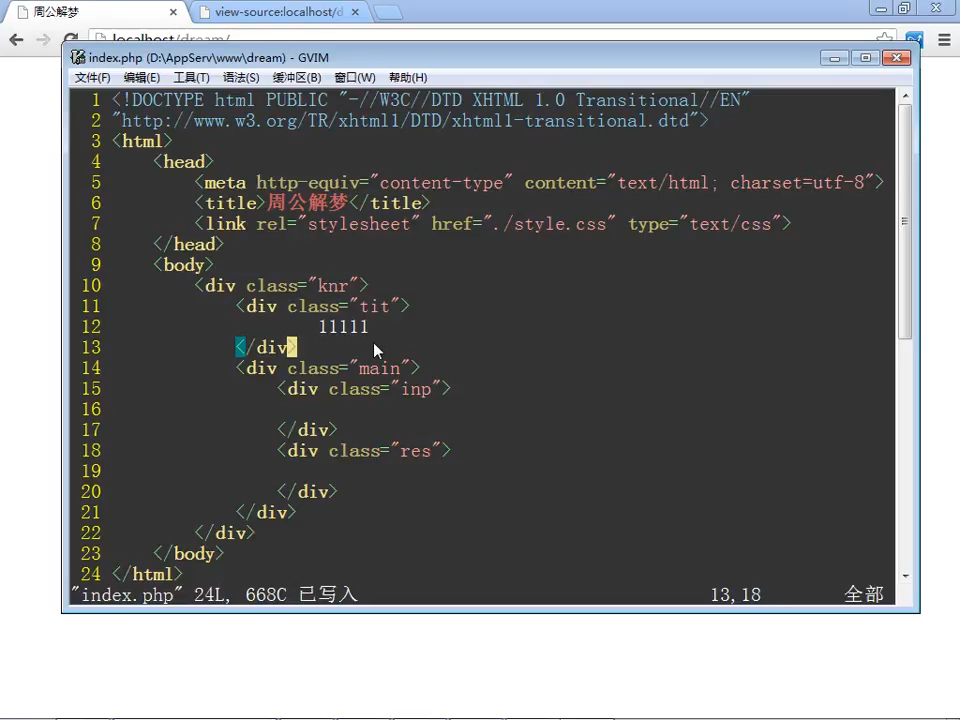 周公解梦
view-source:localhost/d
localhost/dream/
index.php (D:\AppServ\www\dream) - GVIM
文件(F) 编辑(E) 工具(T) 语法(S) 缓冲区(B) 窗口(W) 帮助(H)
1 <!DOCTYPE html PUBLIC "-//W3C//DTD XHTML 1.0 Transitional//EN"
2 "http://www.w3.org/TR/xhtml1/DTD/xhtml1-transitional.dtd">
3 <html>
4 <head>
5 <meta http-equiv="content-type" content="text/html; charset=utf-8">
6 <title>周公解梦</title>
7 <link rel="stylesheet" href="./style.css" type="text/css">
8 </head>
9 <body>
10 <div class="knr">
11 <div class="tit">
12 11111
13 </div>
14 <div class="main">
15 <div class="inp">
16
17 </div>
18 <div class="res">
19
20 </div>
21 </div>
22 </div>
23 </body>
24 </html>
"index.php" 24L, 668C 已写入 13,18 全部